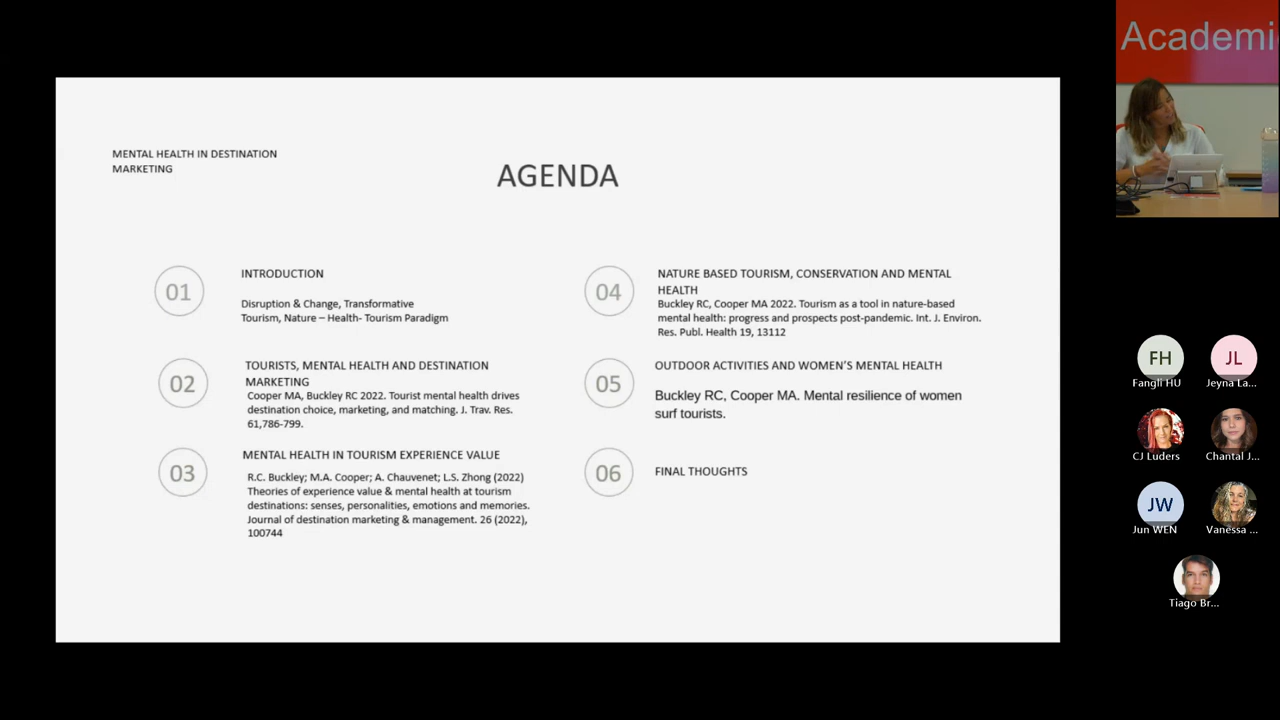 Academi
MENTAL HEALTH IN DESTINATION
MARKETING
AGENDA
01
INTRODUCTION
Disruption & Change, Transformative
Tourism, Nature – Health- Tourism Paradigm
02
TOURISTS, MENTAL HEALTH AND DESTINATION
MARKETING
Cooper MA, Buckley RC 2022. Tourist mental health drives
destination choice, marketing, and matching. J. Trav. Res.
61,786-799.
03
MENTAL HEALTH IN TOURISM EXPERIENCE VALUE
R.C. Buckley; M.A. Cooper; A. Chauvenet; L.S. Zhong (2022)
Theories of experience value & mental health at tourism
destinations: senses, personalities, emotions and memories.
Journal of destination marketing & management. 26 (2022),
100744
04
NATURE BASED TOURISM, CONSERVATION AND MENTAL
HEALTH
Buckley RC, Cooper MA 2022. Tourism as a tool in nature-based
mental health: progress and prospects post-pandemic. Int. J. Environ.
Res. Publ. Health 19, 13112
05
OUTDOOR ACTIVITIES AND WOMEN’S MENTAL HEALTH
Buckley RC, Cooper MA. Mental resilience of women
surf tourists.
06
FINAL THOUGHTS
FH
JL
Fangli HU
Jeyna La...
CJ Luders
Chantal J...
JW
Jun WEN
Vanessa ...
Tiago Br...